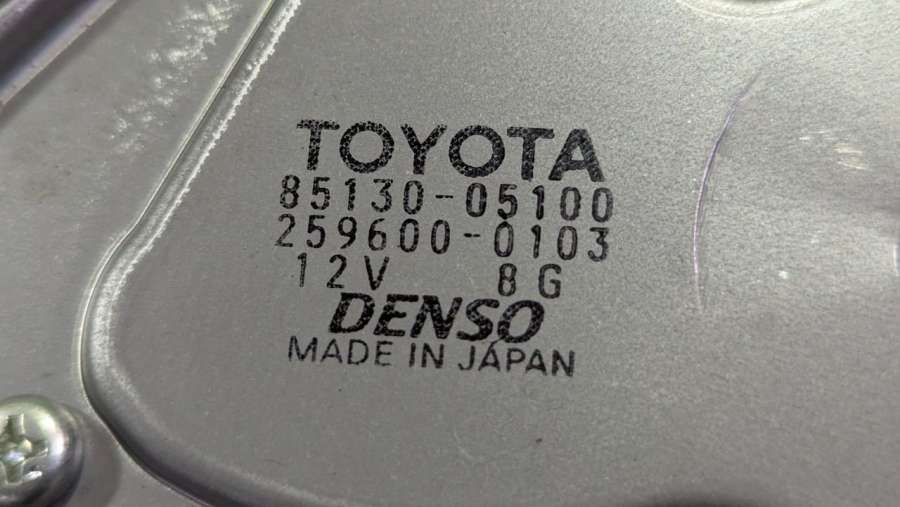 TOYOTA
85130-05100
259600-0103
12V 8G
DENSO
MADE IN JAPAN